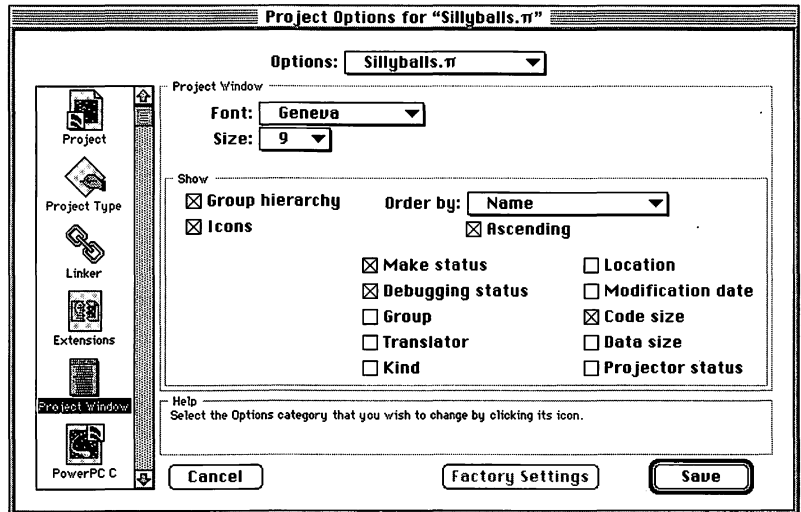 Project Options for “Sillyballs.π”
Options: Sillyballs.π
Project
Project Type
Linker
Extensions
Project Window
PowerPC C
Project Window
Font: Geneva
Size: 9
Show
Group hierarchy
Order by: Name
Icons
Ascending
Make status
Location
Debugging status
Modification date
Group
Code size
Translator
Data size
Kind
Projector status
Help
Select the Options category that you wish to change by clicking its icon.
Cancel
Factory Settings
Save